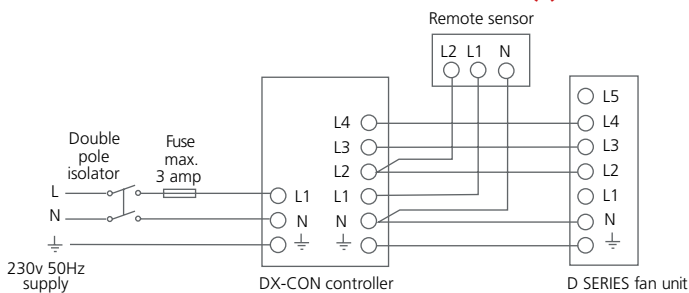 Remote sensor
L2 L1 N
L5
L4 L4
L3 L3
Double pole isolator
Fuse max. 3 amp
L2 L2
L L1 L1 L1
N N N N
230v 50Hz supply
DX-CON controller
D SERIES fan unit